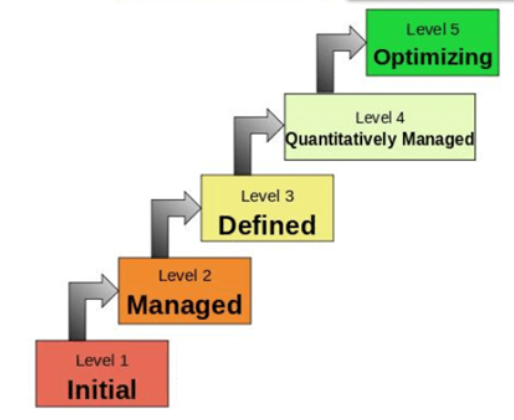 Level 5
Optimizing
Level 4
Quantitatively Managed
Level 3
Defined
Level 2
Managed
Level 1
Initial